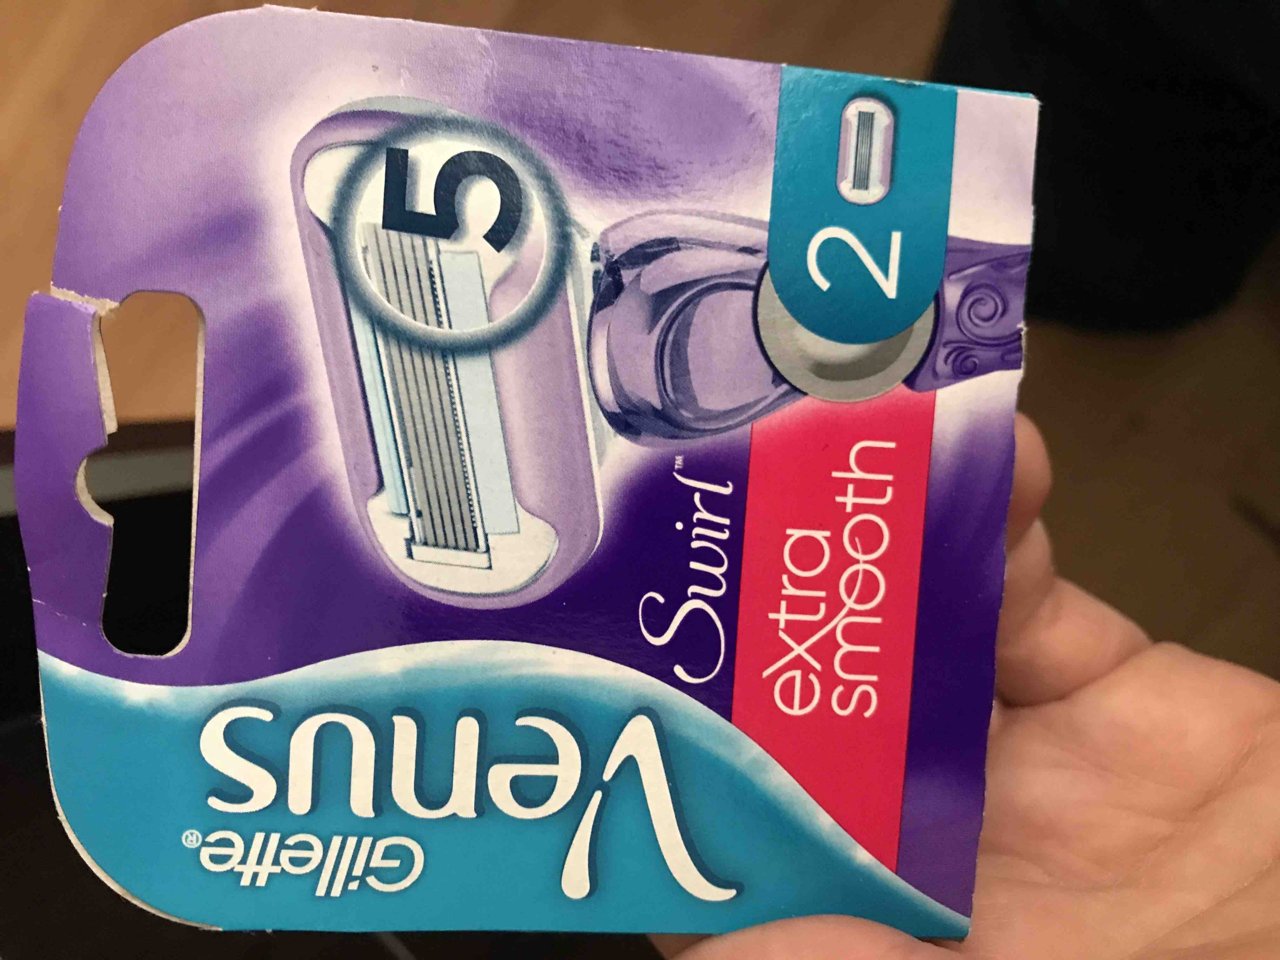 Gillette®
Venus
Swirl™
extra
smooth
5
2